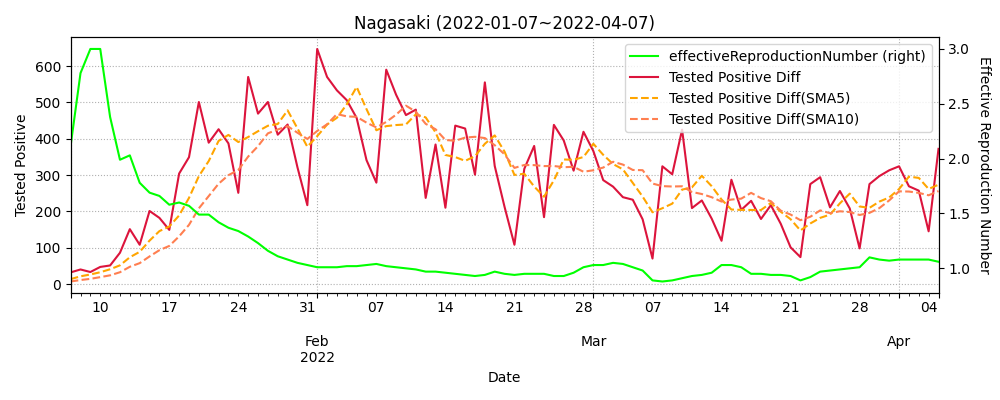 Nagasaki (2022-01-07~2022-04-07)
effectiveReproductionNumber (right)
Tested Positive Diff
Tested Positive Diff(SMA5)
Tested Positive Diff(SMA10)
Tested Positive
600
500
400
300
200
100
0
3.0
2.5
2.0
1.5
1.0
Effective Reproduction Number
10 17 24 31 07 14 21 28 07 14 21 28 04
Feb Mar Apr
2022
Date